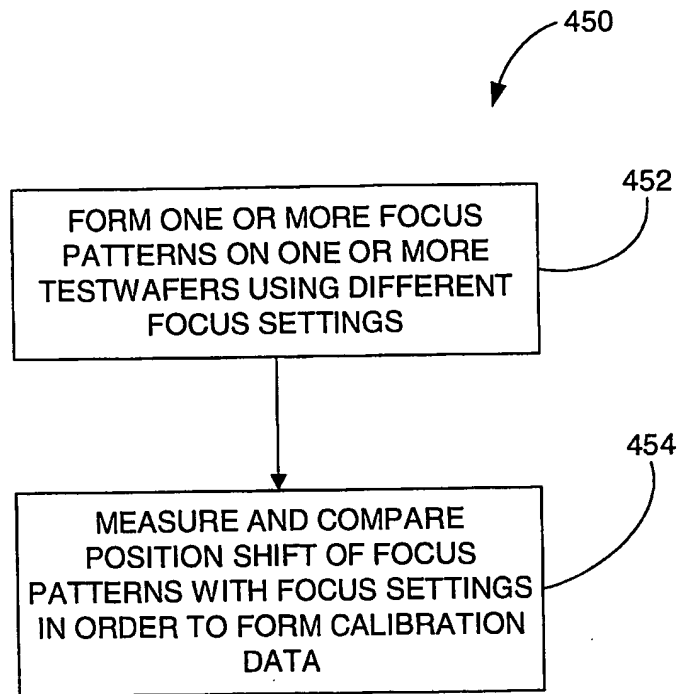 450
452
FORM ONE OR MORE FOCUS
PATTERNS ON ONE OR MORE
TESTWAFERS USING DIFFERENT
FOCUS SETTINGS
454
MEASURE AND COMPARE
POSITION SHIFT OF FOCUS
PATTERNS WITH FOCUS SETTINGS
IN ORDER TO FORM CALIBRATION
DATA